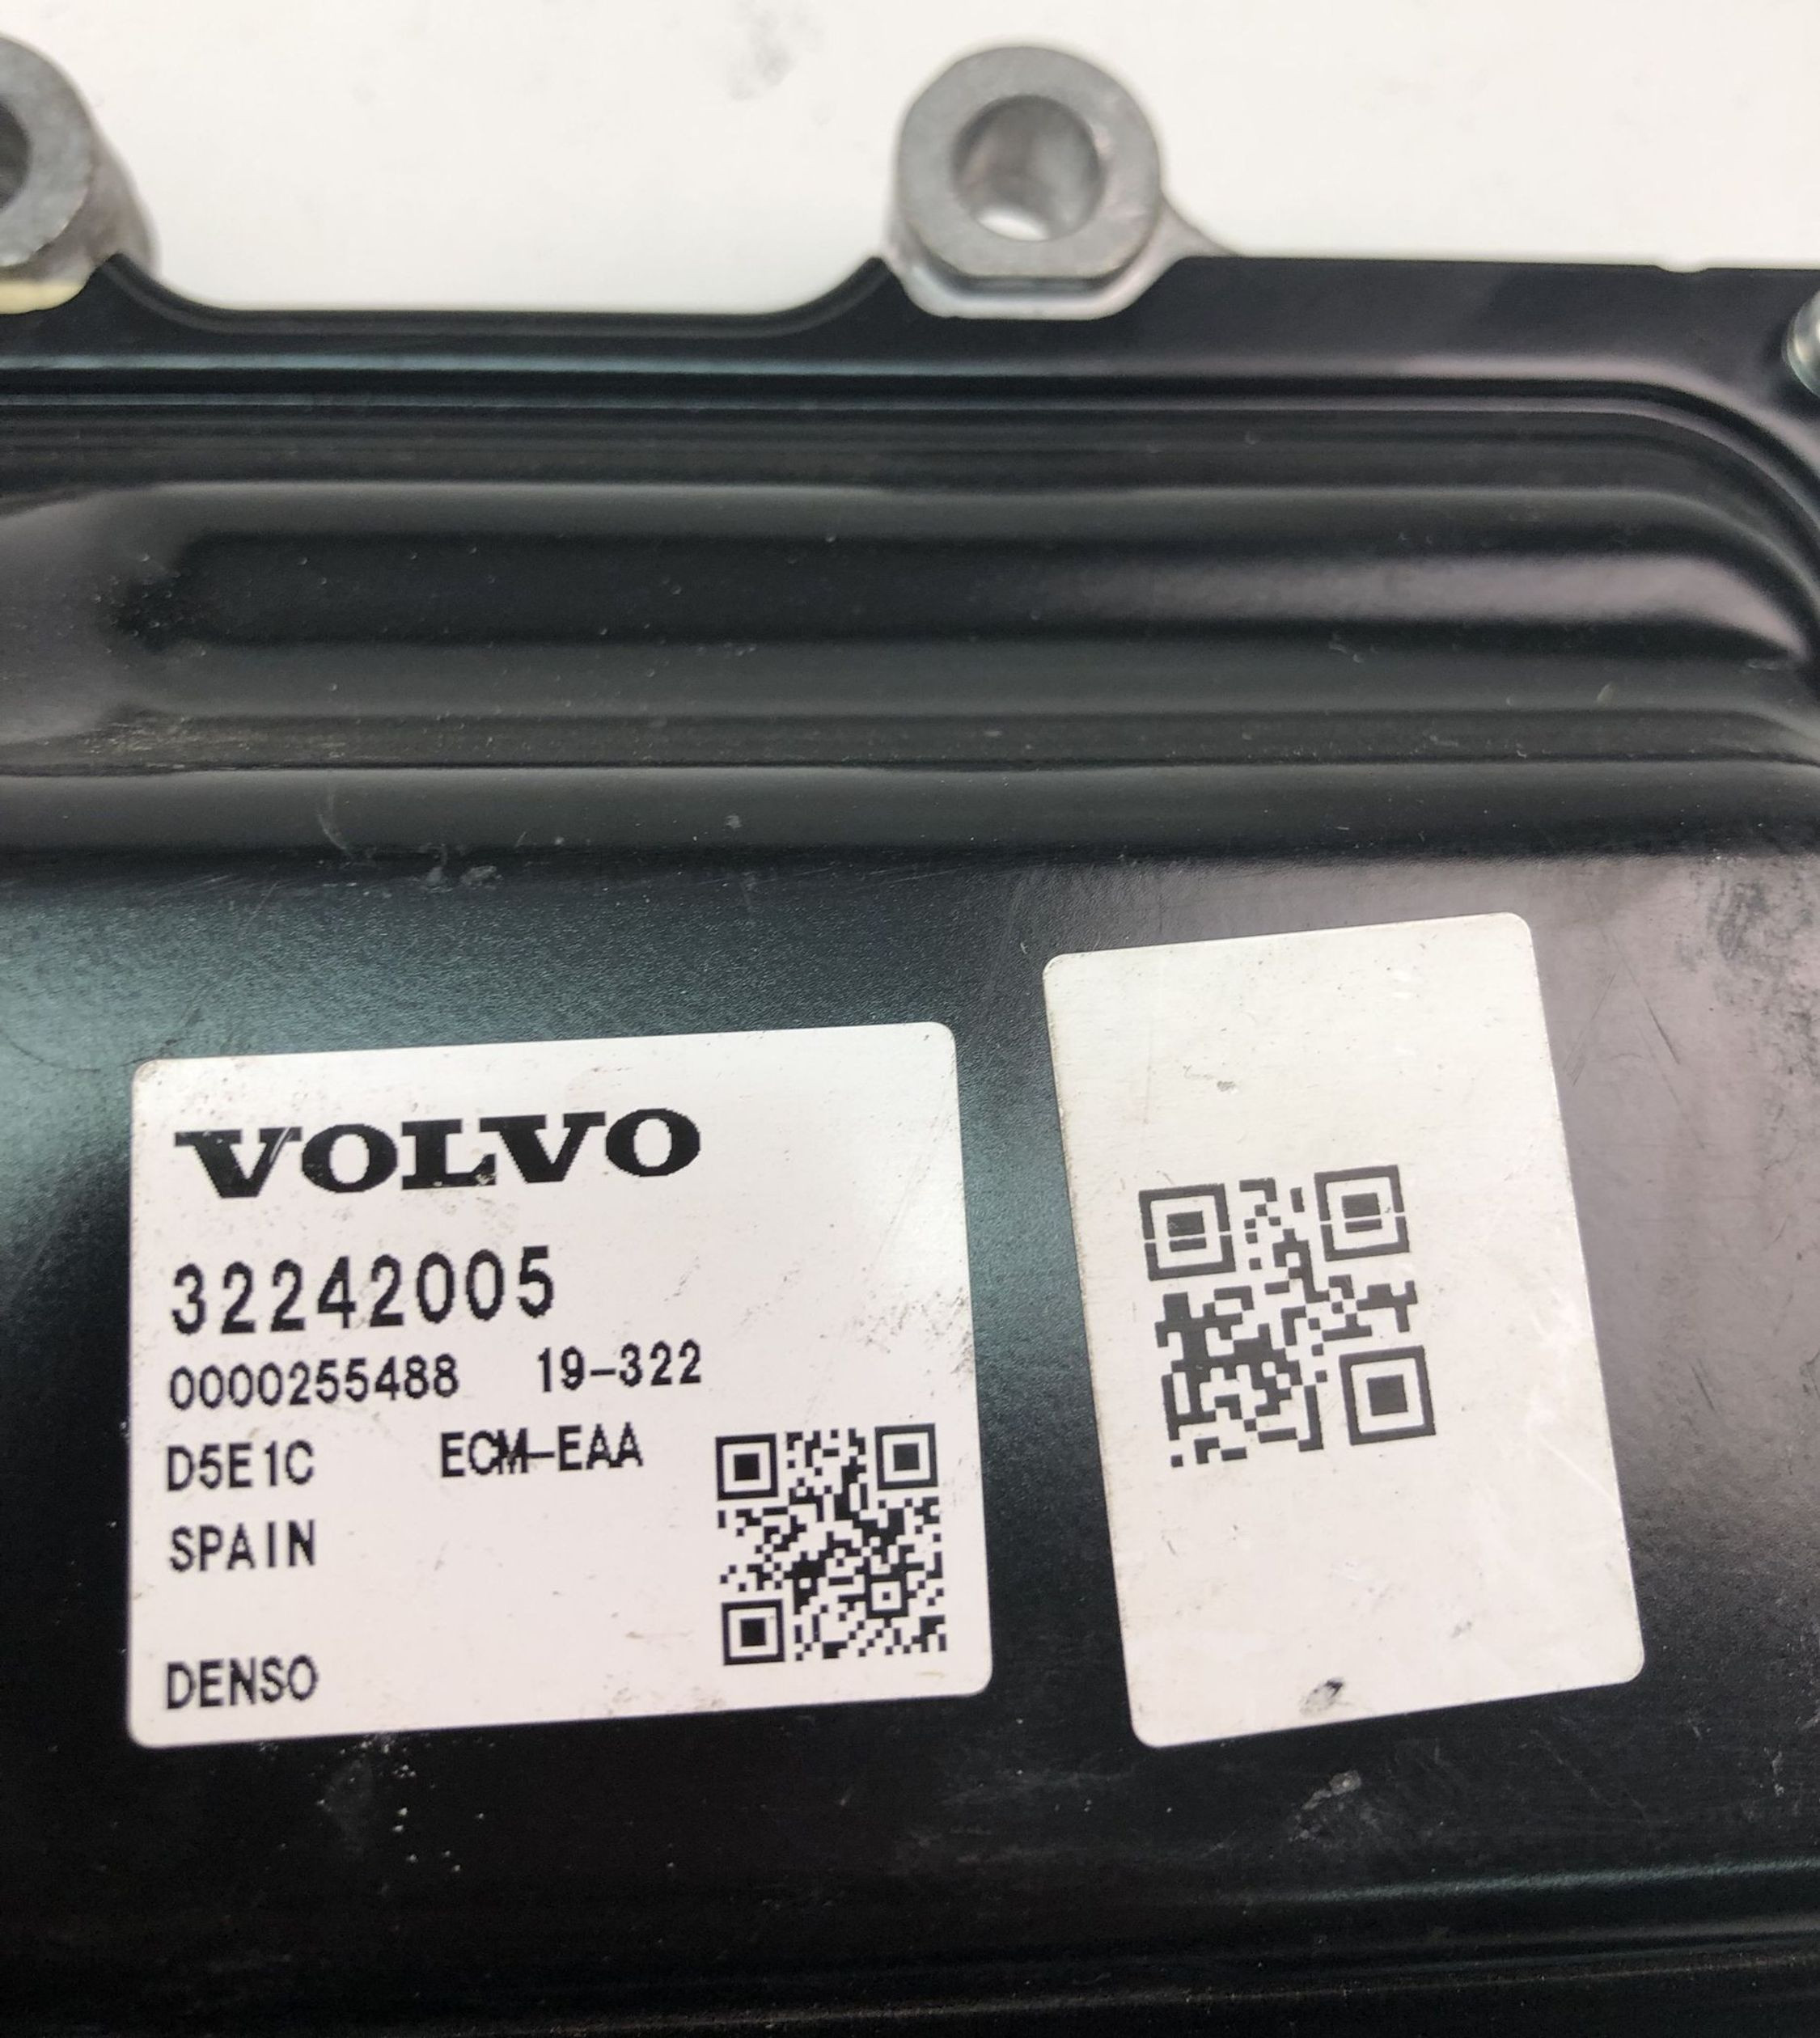 VOLVO
32242005
0000255488 19-322
D5E1C ECM-EAA
SPAIN
DENSO